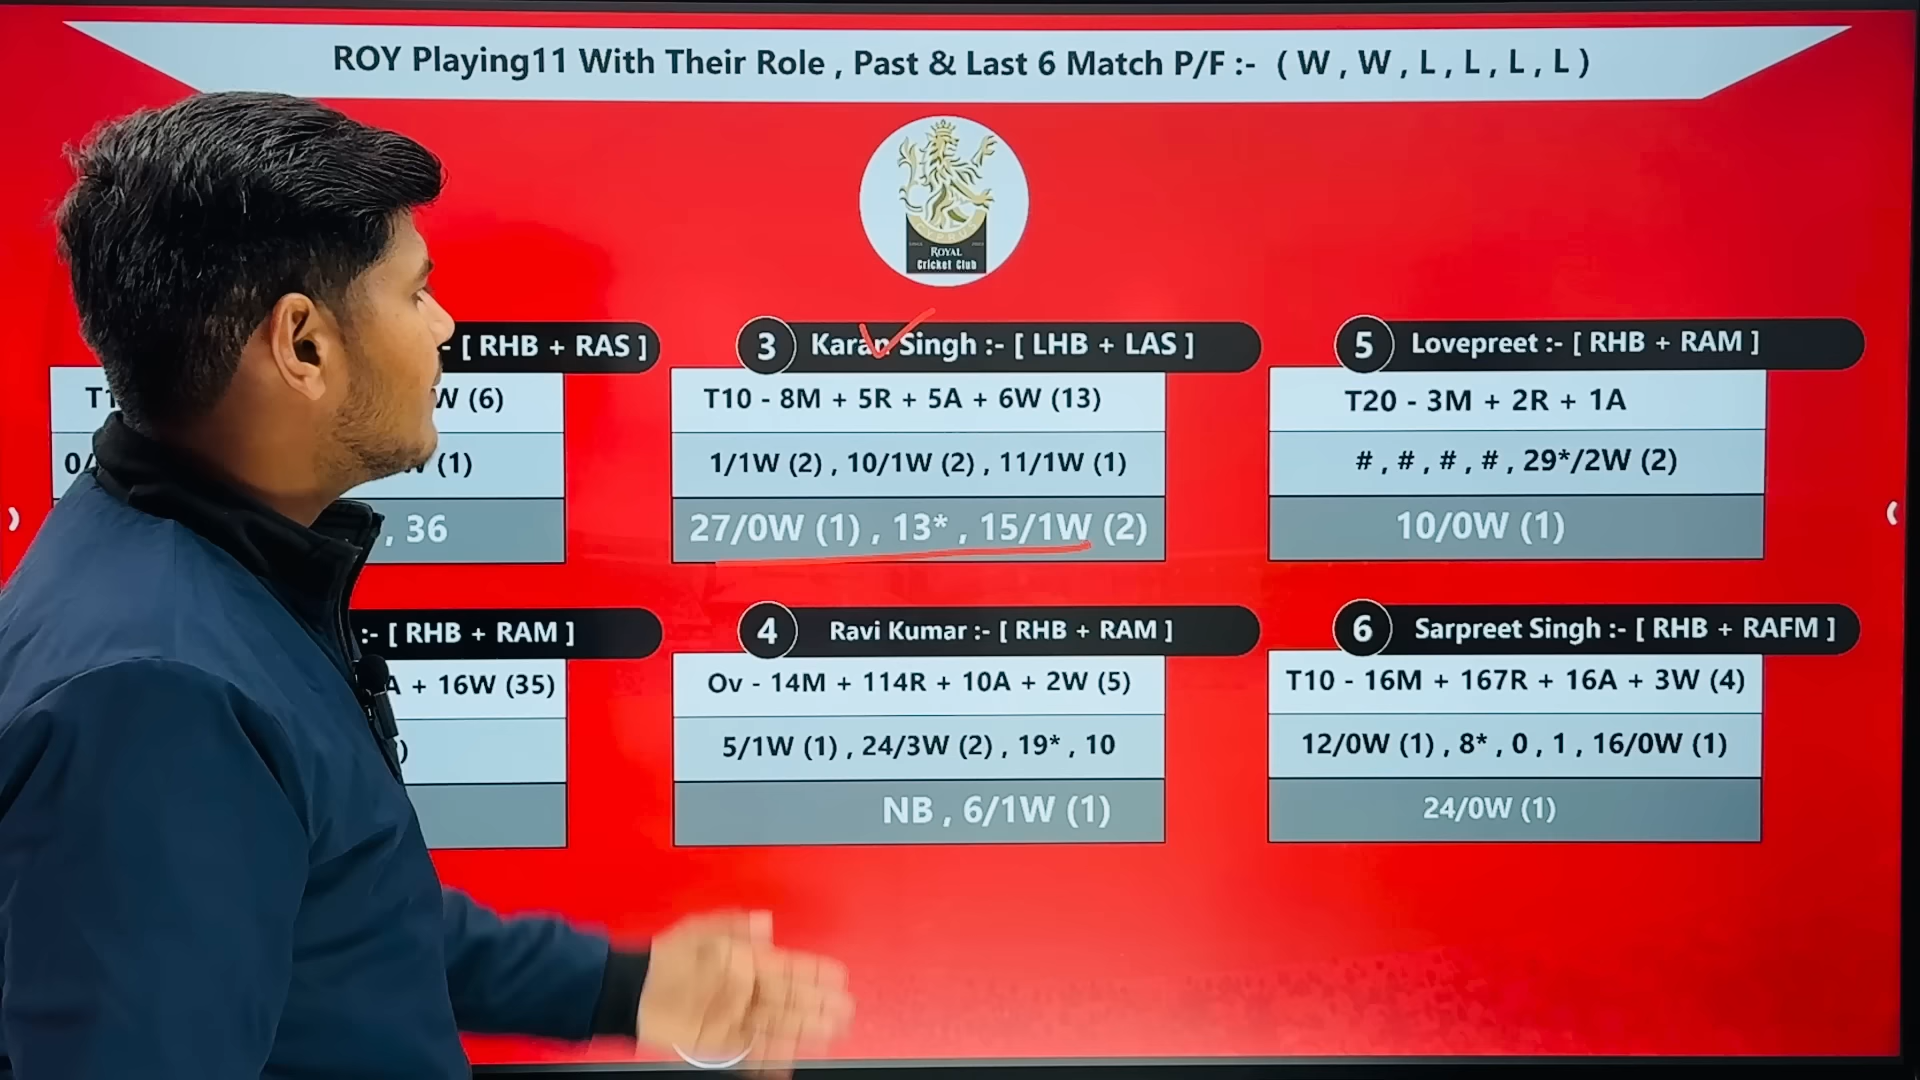 ROY Playing11 With Their Role , Past & Last 6 Match P/F :- ( W , W , L , L , L , L )
CYPRUS
ROYAL
Cricket Club
- [ RHB + RAS ]
W (6)
(1)
, 36
:- [ RHB + RAM ]
A + 16W (35)
3 Karan Singh :- [ LHB + LAS ]
T10 - 8M + 5R + 5A + 6W (13)
1/1W (2) , 10/1W (2) , 11/1W (1)
27/0W (1) , 13* , 15/1W (2)
4 Ravi Kumar :- [ RHB + RAM ]
Ov - 14M + 114R + 10A + 2W (5)
5/1W (1) , 24/3W (2) , 19* , 10
NB , 6/1W (1)
5 Lovepreet :- [ RHB + RAM ]
T20 - 3M + 2R + 1A
# , # , # , # , 29*/2W (2)
10/0W (1)
6 Sarpreet Singh :- [ RHB + RAFM ]
T10 - 16M + 167R + 16A + 3W (4)
12/0W (1) , 8* , 0 , 1 , 16/0W (1)
24/0W (1)